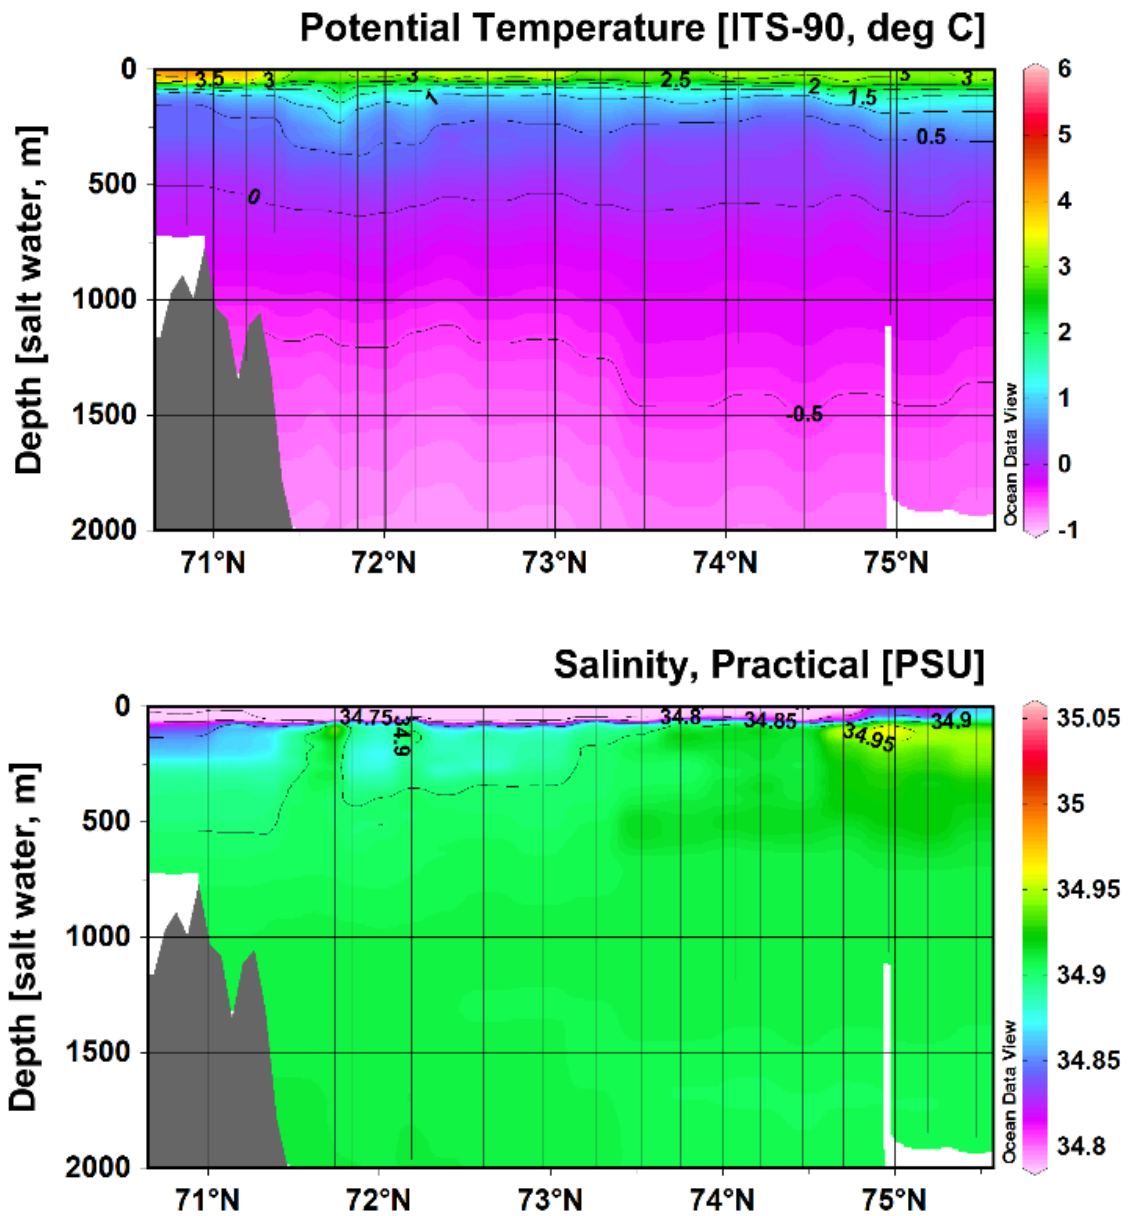 Potential Temperature [ITS-90, deg C]
0
500
1000
1500
2000
Depth [salt water, m]
3.5
3
3
2.5
2
3
3
1
1.5
0.5
0
-0.5
71°N
72°N
73°N
74°N
75°N
Ocean Data View
6
5
4
3
2
1
0
-1
Salinity, Practical [PSU]
0
500
1000
1500
2000
Depth [salt water, m]
34.75
34.9
34.8
34.85
34.95
34.9
71°N
72°N
73°N
74°N
75°N
Ocean Data View
35.05
35
34.95
34.9
34.85
34.8